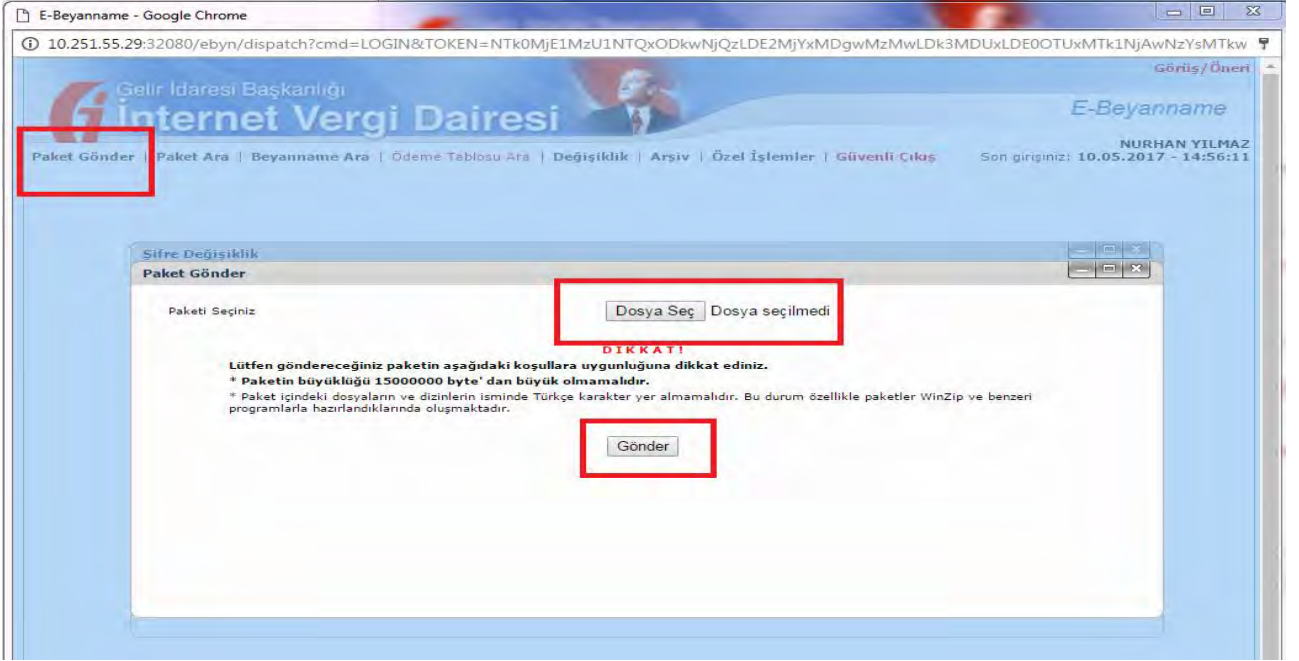 E-Beyanname - Google Chrome
10.251.55.29:32080/ebyn/dispatch?cmd=LOGIN&TOKEN=NTk0MjE1MzU1NTQxODkwNjQzLDE2MjYxMDgwMzMwLDk3MDUxLDE0OTUxMTk1NjAwNzYsMTkw
Görüş/Öneri
Gelir İdaresi Başkanlığı
İnternet Vergi Dairesi
E-Beyanname
NURHAN YILMAZ
Paket Gönder | Paket Ara | Beyanname Ara | Ödeme Tablosu Ara | Değişiklik | Arşiv | Özel İşlemler | Güvenli Çıkış Son girişiniz: 10.05.2017 - 14:56:11
Şifre Değişiklik
Paket Gönder
Paketi Seçiniz Dosya Seç Dosya seçilmedi
DİKKAT!
Lütfen göndereceğiniz paketin aşağıdaki koşullara uygunluğuna dikkat ediniz.
* Paketin büyüklüğü 15000000 byte' dan büyük olmamalıdır.
* Paket içindeki dosyaların ve dizinlerin isminde Türkçe karakter yer almamalıdır. Bu durum özellikle paketler WinZip ve benzeri
programlarla hazırlandıklarında oluşmaktadır.
Gönder